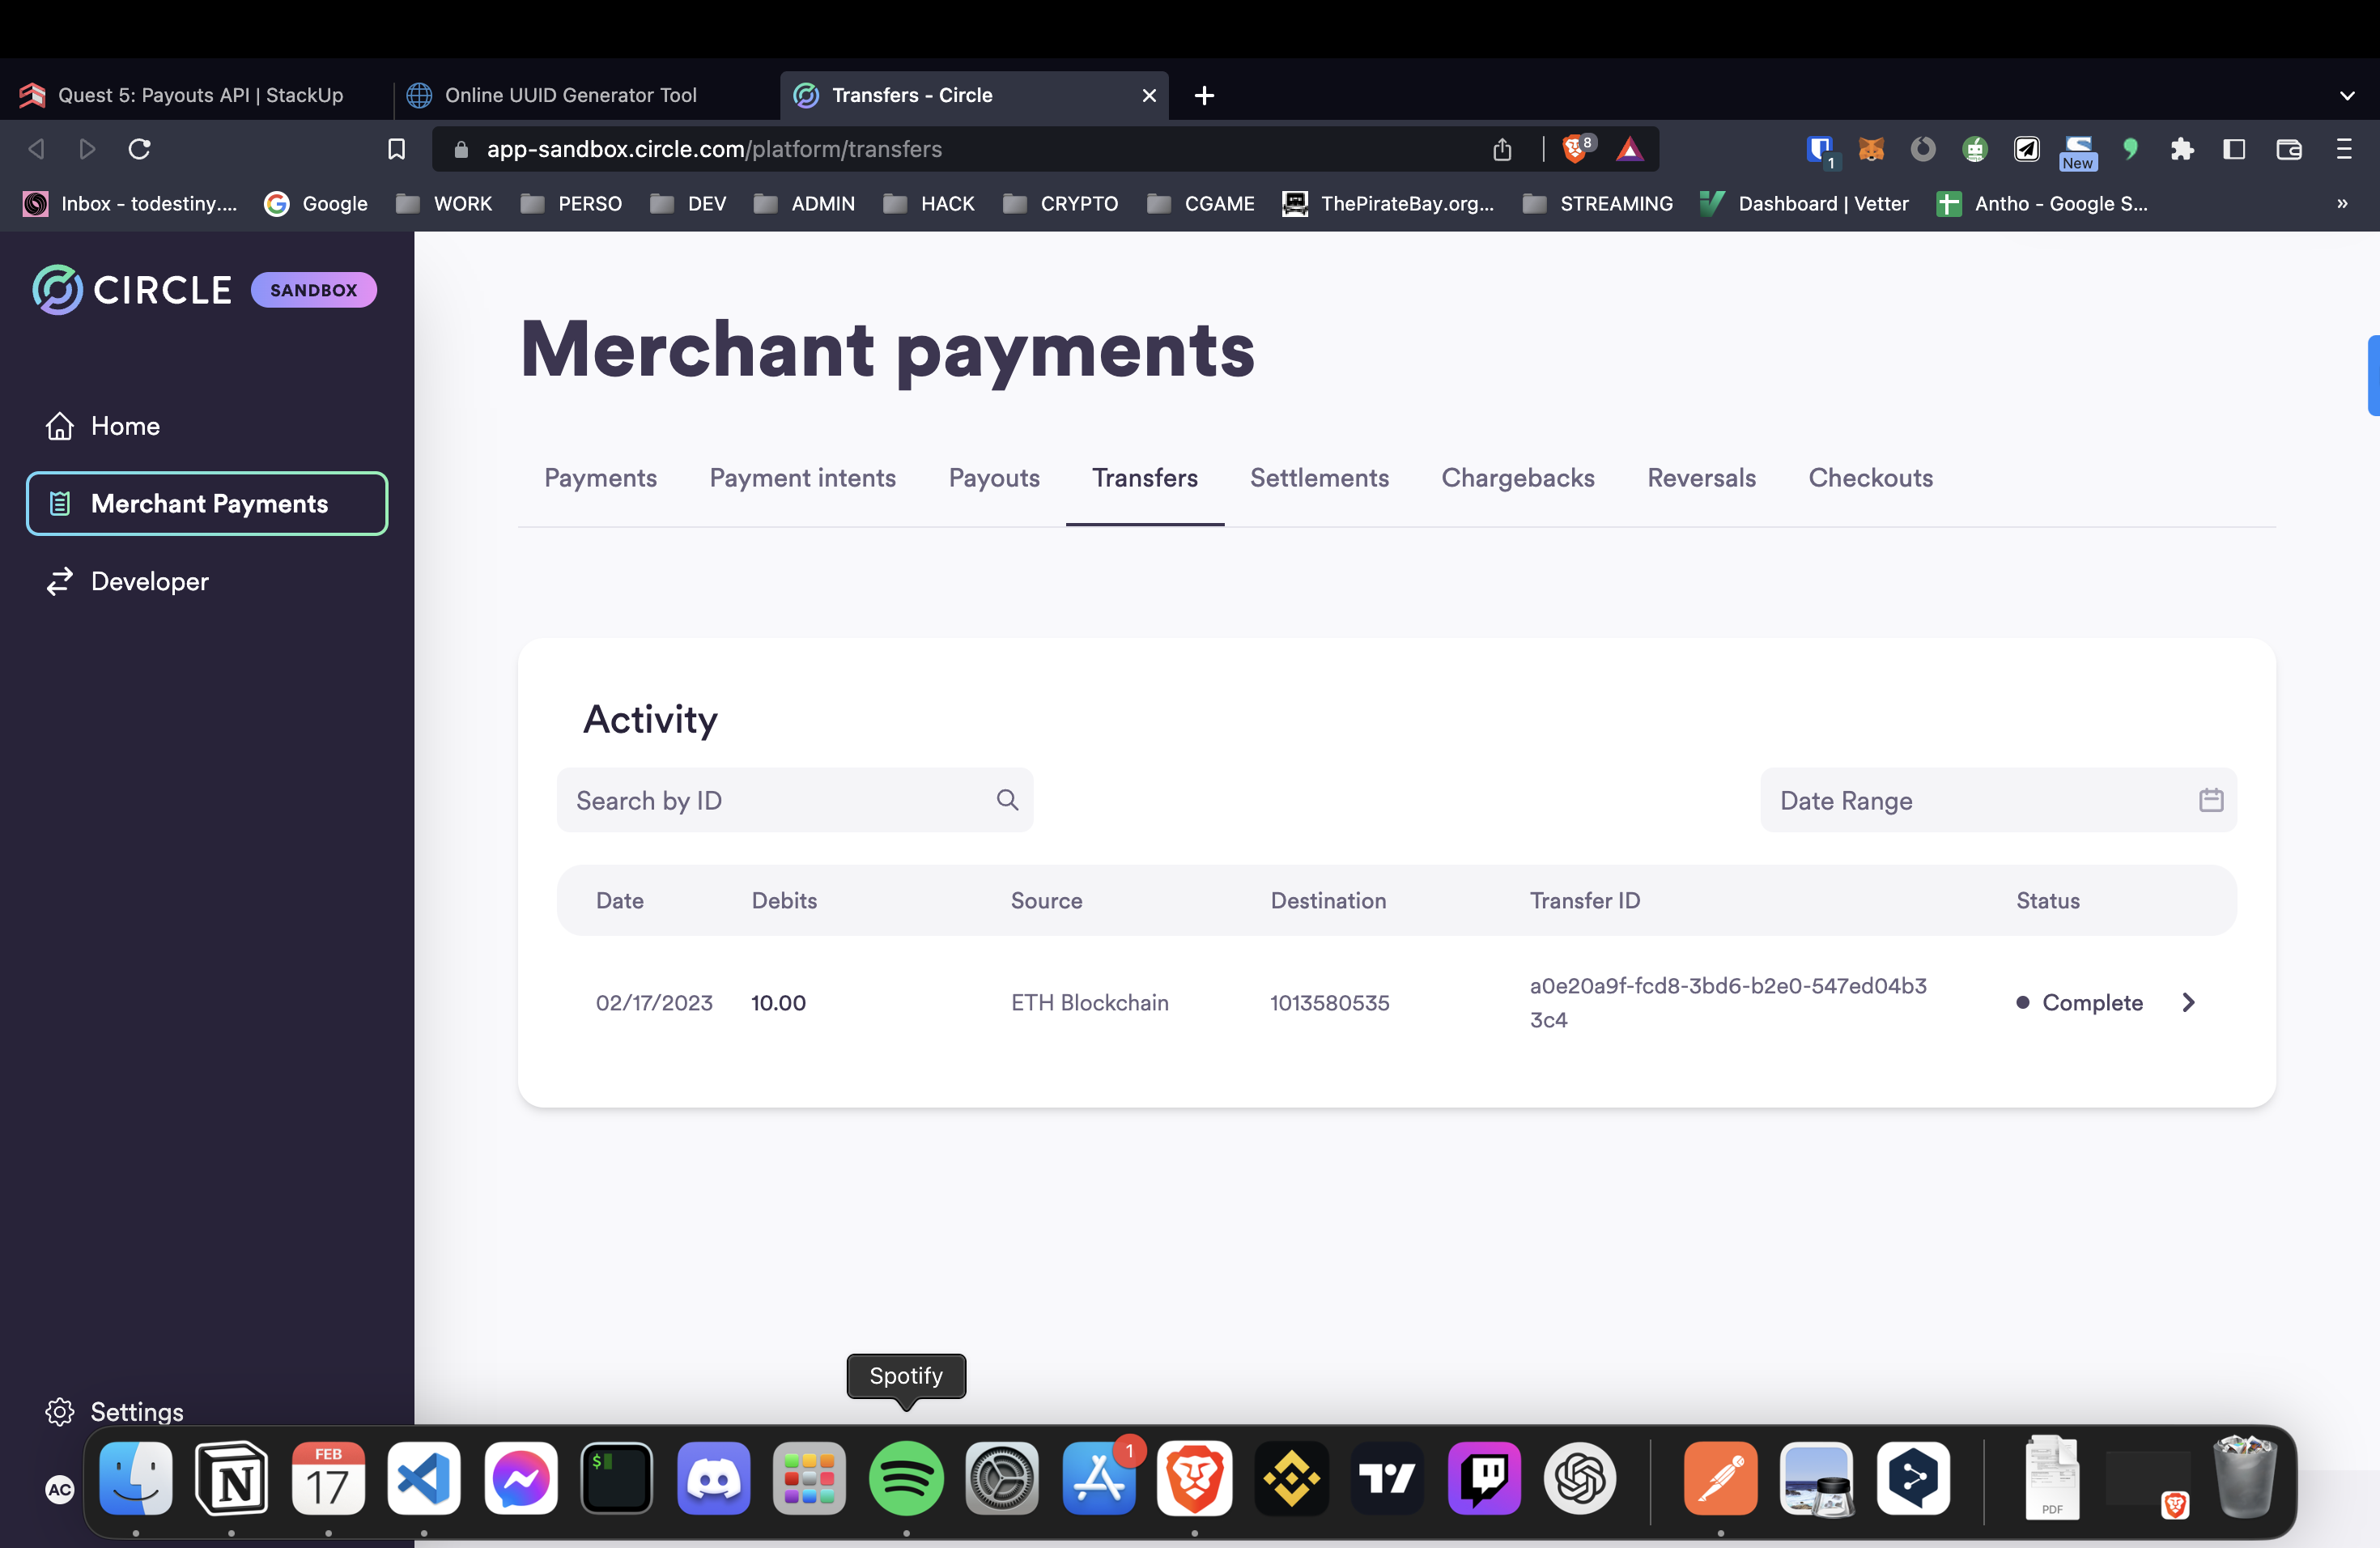 Quest 5: Payouts API | StackUp
Online UUID Generator Tool
Transfers - Circle
app-sandbox.circle.com/platform/transfers
8
1
New
Inbox - todestiny....
Google
WORK
PERSO
DEV
ADMIN
HACK
CRYPTO
CGAME
ThePirateBay.org...
STREAMING
Dashboard | Vetter
Antho - Google S...
»
CIRCLE
SANDBOX
Home
Merchant Payments
Developer
Merchant payments
Payments
Payment intents
Payouts
Transfers
Settlements
Chargebacks
Reversals
Checkouts
Activity
Search by ID
Date Range
Date
Debits
Source
Destination
Transfer ID
Status
02/17/2023
10.00
ETH Blockchain
1013580535
a0e20a9f-fcd8-3bd6-b2e0-547ed04b3
3c4
Complete
Spotify
Settings
AC
FEB
17
$
1
PDF